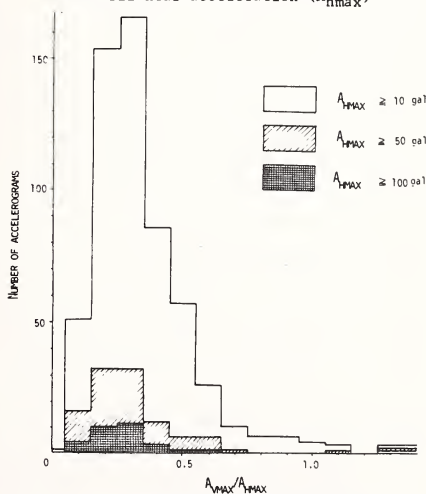 150
100
50
0
0.5
1.0
NUMBER OF ACCELEROGRAMS
A_VMAX/A_HMAX
A_HMAX ≧ 10 gal
A_HMAX ≧ 50 gal
A_HMAX ≧ 100 gal